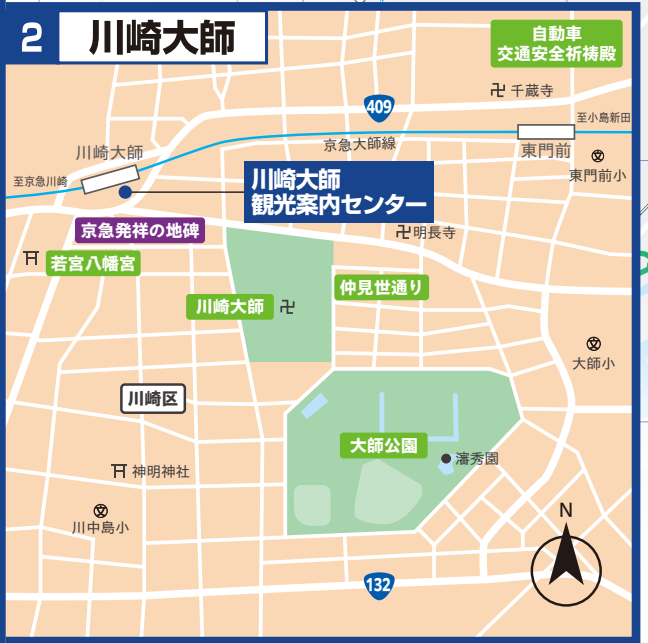 2
川崎大師
自動車
交通安全祈祷殿
千蔵寺
409
至小島新田
京急大師線
東門前
川崎大師
東門前小
至京急川崎
川崎大師
観光案内センター
京急発祥の地碑
明長寺
若宮八幡宮
仲見世通り
川崎大師
大師小
川崎区
大師公園
瀋秀園
神明神社
川中島小
N
132